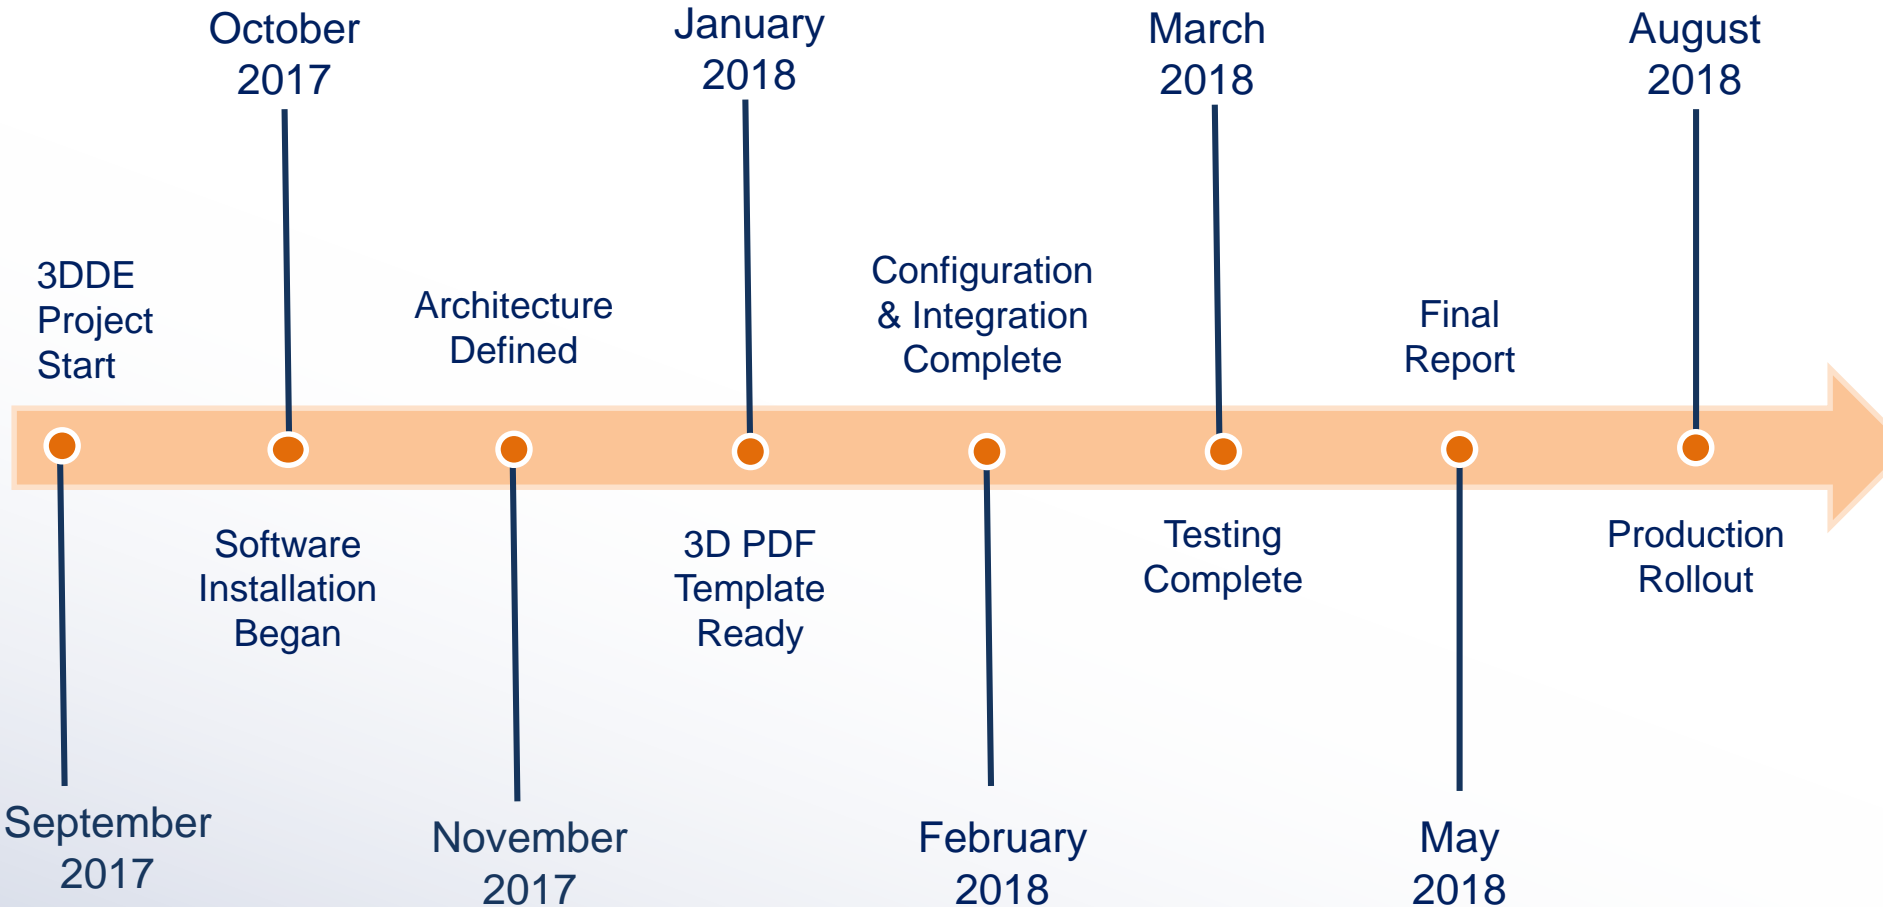 October
2017
January
2018
March
2018
August
2018
3DDE
Project
Start
Architecture
Defined
Configuration
& Integration
Complete
Final
Report
Software
Installation
Began
3D PDF
Template
Ready
Testing
Complete
Production
Rollout
September
2017
November
2017
February
2018
May
2018